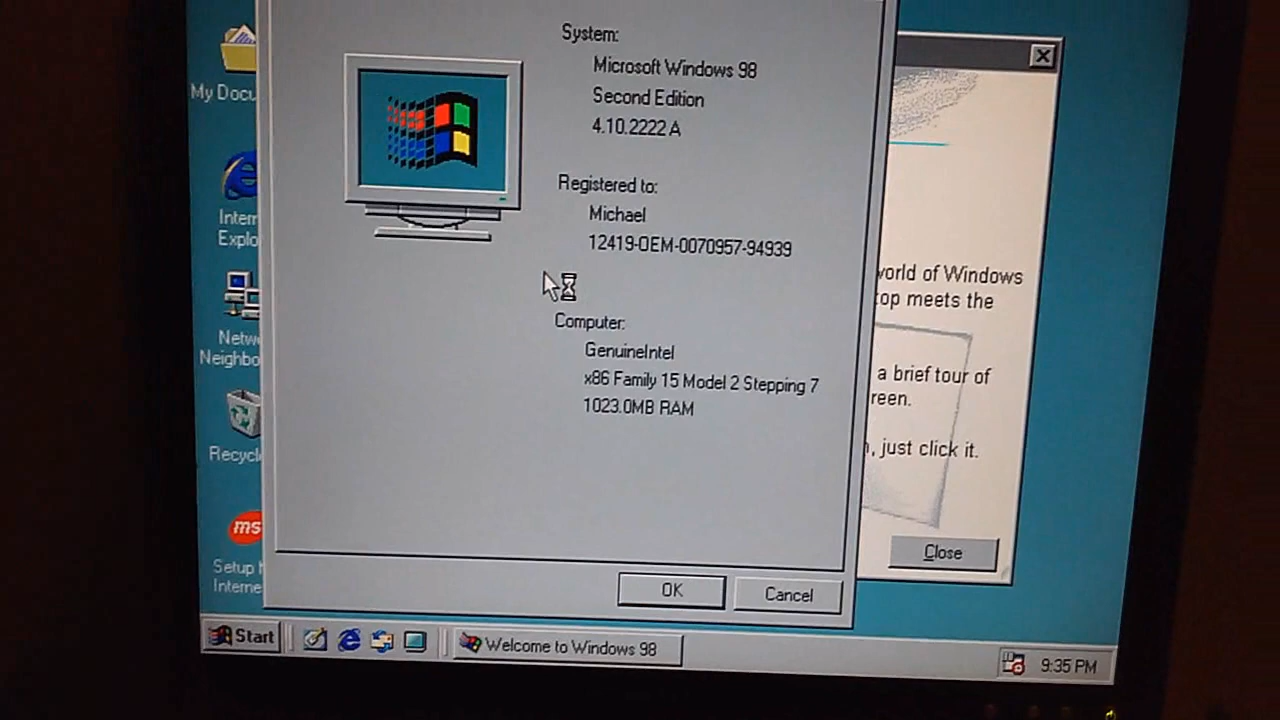 System:
Microsoft Windows 98
Second Edition
4.10.2222 A
Registered to:
Michael
12419-OEM-0070957-94939
Computer:
GenuineIntel
x86 Family 15 Model 2 Stepping 7
1023.0MB RAM
OK
Cancel
My Docu
Intern
Explo
Netw
Neighbo
Recycl
ms
Setup
Interne
world of Windows
top meets the
a brief tour of
reen.
, just click it.
Close
Start
Welcome to Windows 98
9:35 PM